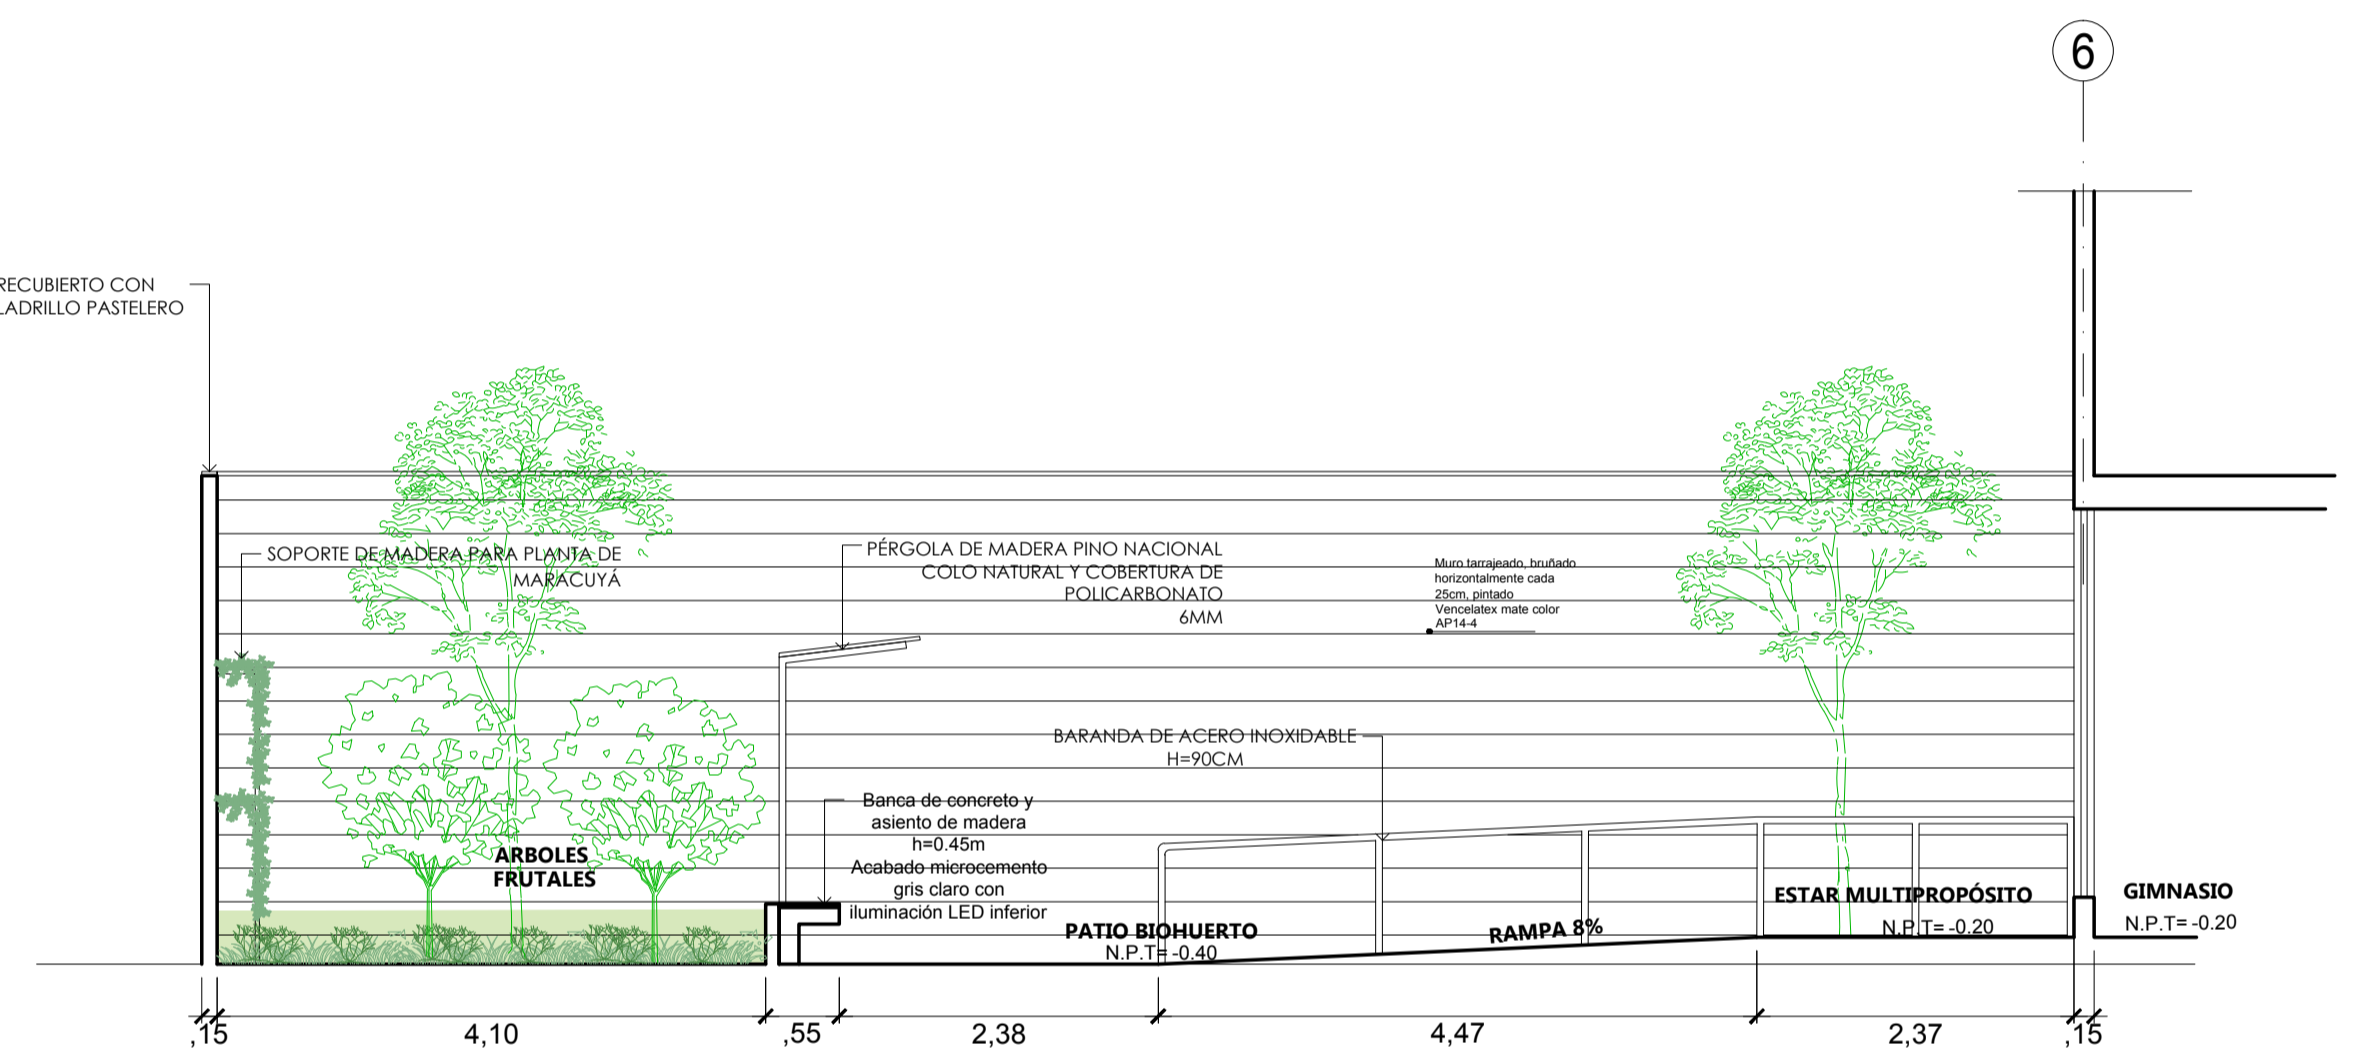 6
RECUBIERTO CON
LADRILLO PASTELERO
SOPORTE DE MADERA PARA PLANTA DE
MARACUYÁ
PÉRGOLA DE MADERA PINO NACIONAL
COLO NATURAL Y COBERTURA DE
POLICARBONATO
6MM
Muro tarrajeado, bruñado
horizontalmente cada
25cm, pintado
Vencelatex mate color
AP14-4
BARANDA DE ACERO INOXIDABLE
H=90CM
Banca de concreto y
asiento de madera
h=0.45m
Acabado microcemento
gris claro con
iluminación LED inferior
ARBOLES
FRUTALES
PATIO BIOHUERTO
N.P.T= -0.40
RAMPA 8%
ESTAR MULTIPROPÓSITO
N.P.T= -0.20
GIMNASIO
N.P.T= -0.20
,15
4,10
,55
2,38
4,47
2,37
,15